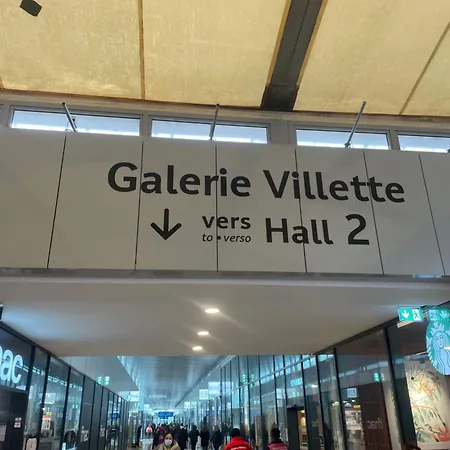 Galerie Villette
↓ vers Hall 2
to • verso